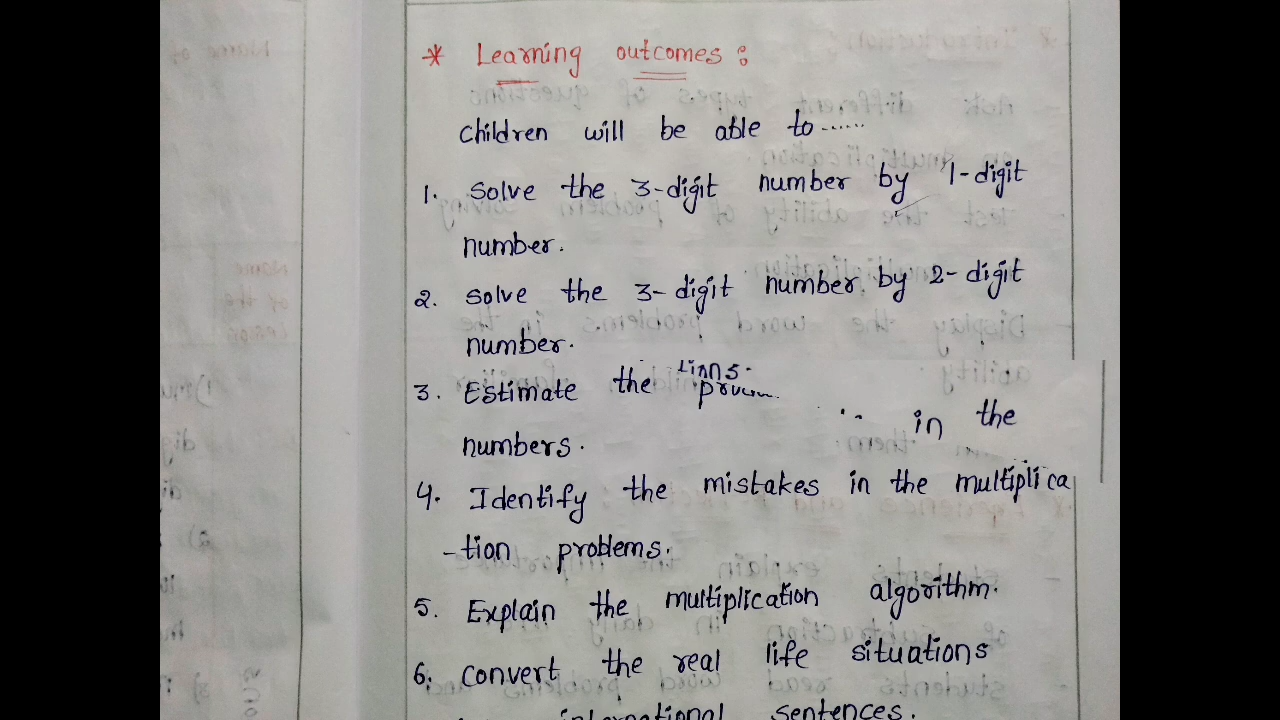 * Learning outcomes :
children will be able to ......
1. Solve the 3-digit number by 1-digit
number.
2. Solve the 3-digit number by 2-digit
number.
3. Estimate the in the
numbers.
4. Identify the mistakes in the multiplica
-tion problems.
5. Explain the multiplication algorithm.
6. convert the real life situations
sentences.